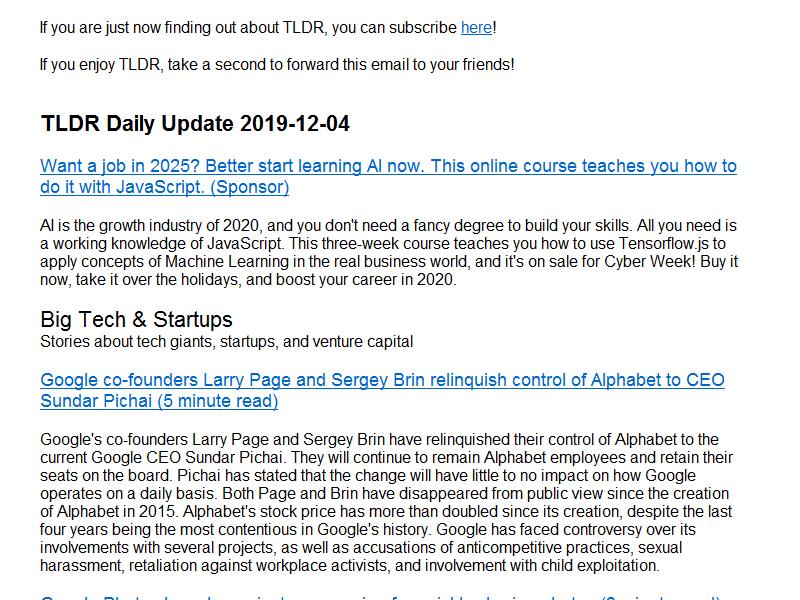 If you are just now finding out about TLDR, you can subscribe here!
If you enjoy TLDR, take a second to forward this email to your friends!
TLDR Daily Update 2019-12-04
Want a job in 2025? Better start learning AI now. This online course teaches you how to
do it with JavaScript. (Sponsor)
AI is the growth industry of 2020, and you don't need a fancy degree to build your skills. All you need is
a working knowledge of JavaScript. This three-week course teaches you how to use Tensorflow.js to
apply concepts of Machine Learning in the real business world, and it's on sale for Cyber Week! Buy it
now, take it over the holidays, and boost your career in 2020.
Big Tech & Startups
Stories about tech giants, startups, and venture capital
Google co-founders Larry Page and Sergey Brin relinquish control of Alphabet to CEO
Sundar Pichai (5 minute read)
Google's co-founders Larry Page and Sergey Brin have relinquished their control of Alphabet to the
current Google CEO Sundar Pichai. They will continue to remain Alphabet employees and retain their
seats on the board. Pichai has stated that the change will have little to no impact on how Google
operates on a daily basis. Both Page and Brin have disappeared from public view since the creation
of Alphabet in 2015. Alphabet's stock price has more than doubled since its creation, despite the last
four years being the most contentious in Google's history. Google has faced controversy over its
involvements with several projects, as well as accusations of anticompetitive practices, sexual
harassment, retaliation against workplace activists, and involvement with child exploitation.